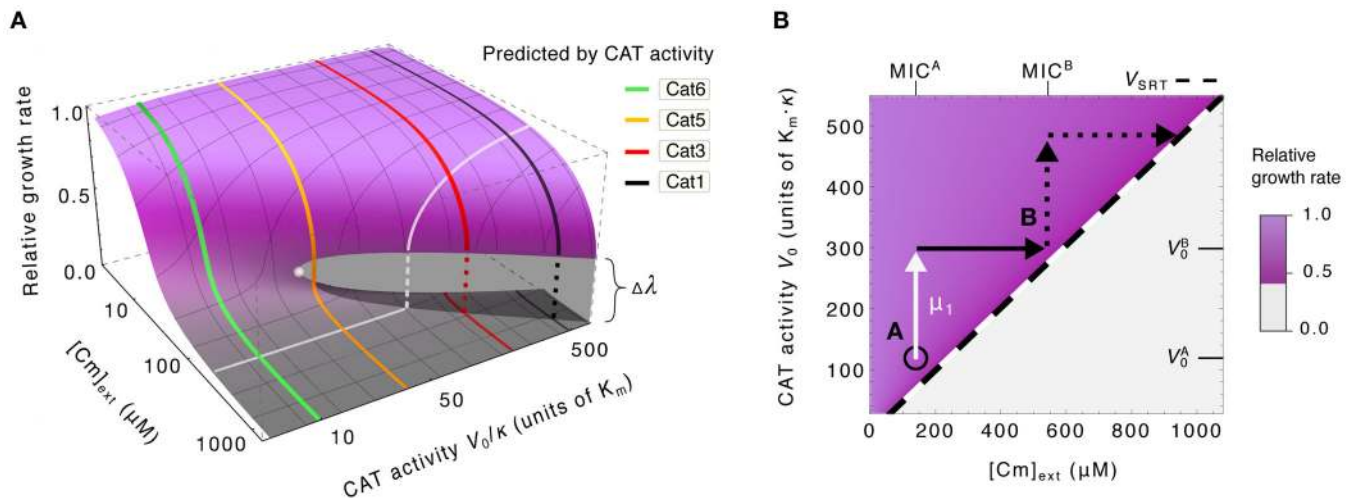 A
Predicted by CAT activity
Cat6
Cat5
Cat3
Cat1
Relative growth rate
1.0
0.5
0.0
10
100
1000
[Cm]ext (μM)
Δλ
500
50
10
CAT activity V0/κ (units of Km)
B
MICA
MICB
VSRT
CAT activity V0 (units of Km·κ)
500
400
300
200
100
B
μ1
A
V0B
V0A
0
200
400
600
800
1000
[Cm]ext (μM)
Relative
growth rate
1.0
0.5
0.0